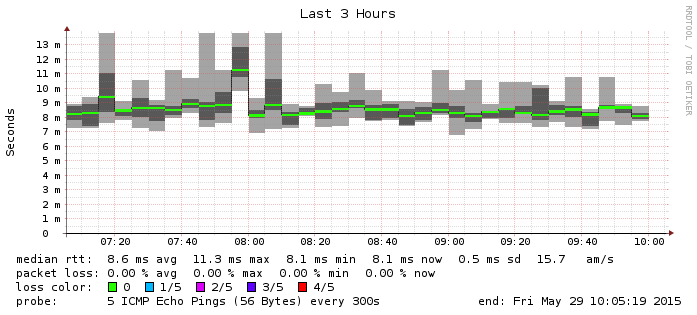 Last 3 Hours
RRDTOOL / TOBI OETIKER
Seconds
13 m
12 m
11 m
10 m
9 m
8 m
7 m
6 m
5 m
4 m
3 m
2 m
1 m
0
07:20 07:40 08:00 08:20 08:40 09:00 09:20 09:40 10:00
median rtt: 8.6 ms avg 11.3 ms max 8.1 ms min 8.1 ms now 0.5 ms sd 15.7 am/s
packet loss: 0.00 % avg 0.00 % max 0.00 % min 0.00 % now
loss color: 0 1/5 2/5 3/5 4/5
probe: 5 ICMP Echo Pings (56 Bytes) every 300s end: Fri May 29 10:05:19 2015